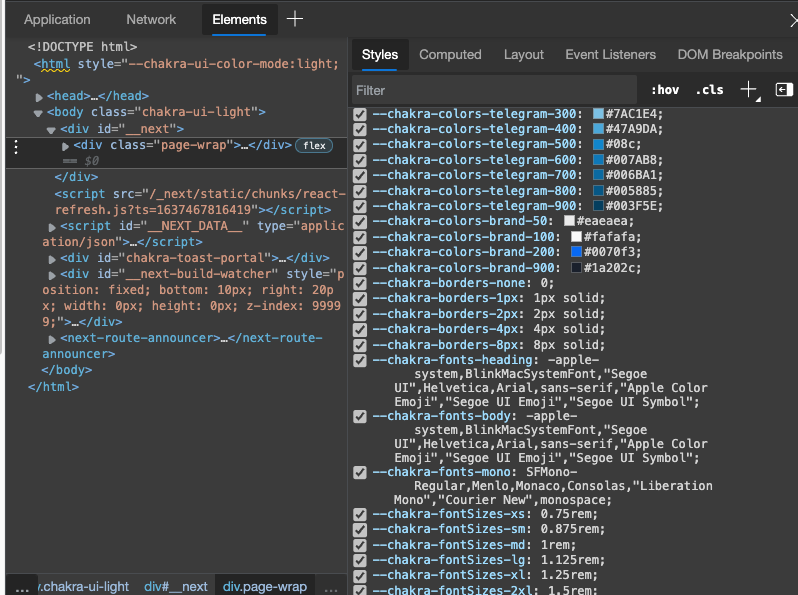 Application Network Elements
<!DOCTYPE html>
<html style="--chakra-ui-color-mode:light;
">
<head>…</head>
<body class="chakra-ui-light">
<div id="__next">
<div class="page-wrap">…</div> flex
== $0
</div>
<script src="/_next/static/chunks/react-
refresh.js?ts=1637467816419"></script>
<script id="__NEXT_DATA__" type="applic
ation/json">…</script>
<div id="chakra-toast-portal">…</div>
<div id="__next-build-watcher" style="p
osition: fixed; bottom: 10px; right: 20p
x; width: 0px; height: 0px; z-index: 9999
9;">…</div>
<next-route-announcer>…</next-route-
announcer>
</body>
</html>
… y.chakra-ui-light div#__next div.page-wrap …
Styles Computed Layout Event Listeners DOM Breakpoints
Filter :hov .cls
--chakra-colors-telegram-300: #7AC1E4;
--chakra-colors-telegram-400: #47A9DA;
--chakra-colors-telegram-500: #08c;
--chakra-colors-telegram-600: #007AB8;
--chakra-colors-telegram-700: #006BA1;
--chakra-colors-telegram-800: #005885;
--chakra-colors-telegram-900: #003F5E;
--chakra-colors-brand-50: #eaeaea;
--chakra-colors-brand-100: #fafafa;
--chakra-colors-brand-200: #0070f3;
--chakra-colors-brand-900: #1a202c;
--chakra-borders-none: 0;
--chakra-borders-1px: 1px solid;
--chakra-borders-2px: 2px solid;
--chakra-borders-4px: 4px solid;
--chakra-borders-8px: 8px solid;
--chakra-fonts-heading: -apple-
system,BlinkMacSystemFont,"Segoe
UI",Helvetica,Arial,sans-serif,"Apple Color
Emoji","Segoe UI Emoji","Segoe UI Symbol";
--chakra-fonts-body: -apple-
system,BlinkMacSystemFont,"Segoe
UI",Helvetica,Arial,sans-serif,"Apple Color
Emoji","Segoe UI Emoji","Segoe UI Symbol";
--chakra-fonts-mono: SFMono-
Regular,Menlo,Monaco,Consolas,"Liberation
Mono","Courier New",monospace;
--chakra-fontSizes-xs: 0.75rem;
--chakra-fontSizes-sm: 0.875rem;
--chakra-fontSizes-md: 1rem;
--chakra-fontSizes-lg: 1.125rem;
--chakra-fontSizes-xl: 1.25rem;
--chakra-fontSizes-2xl: 1.5rem;